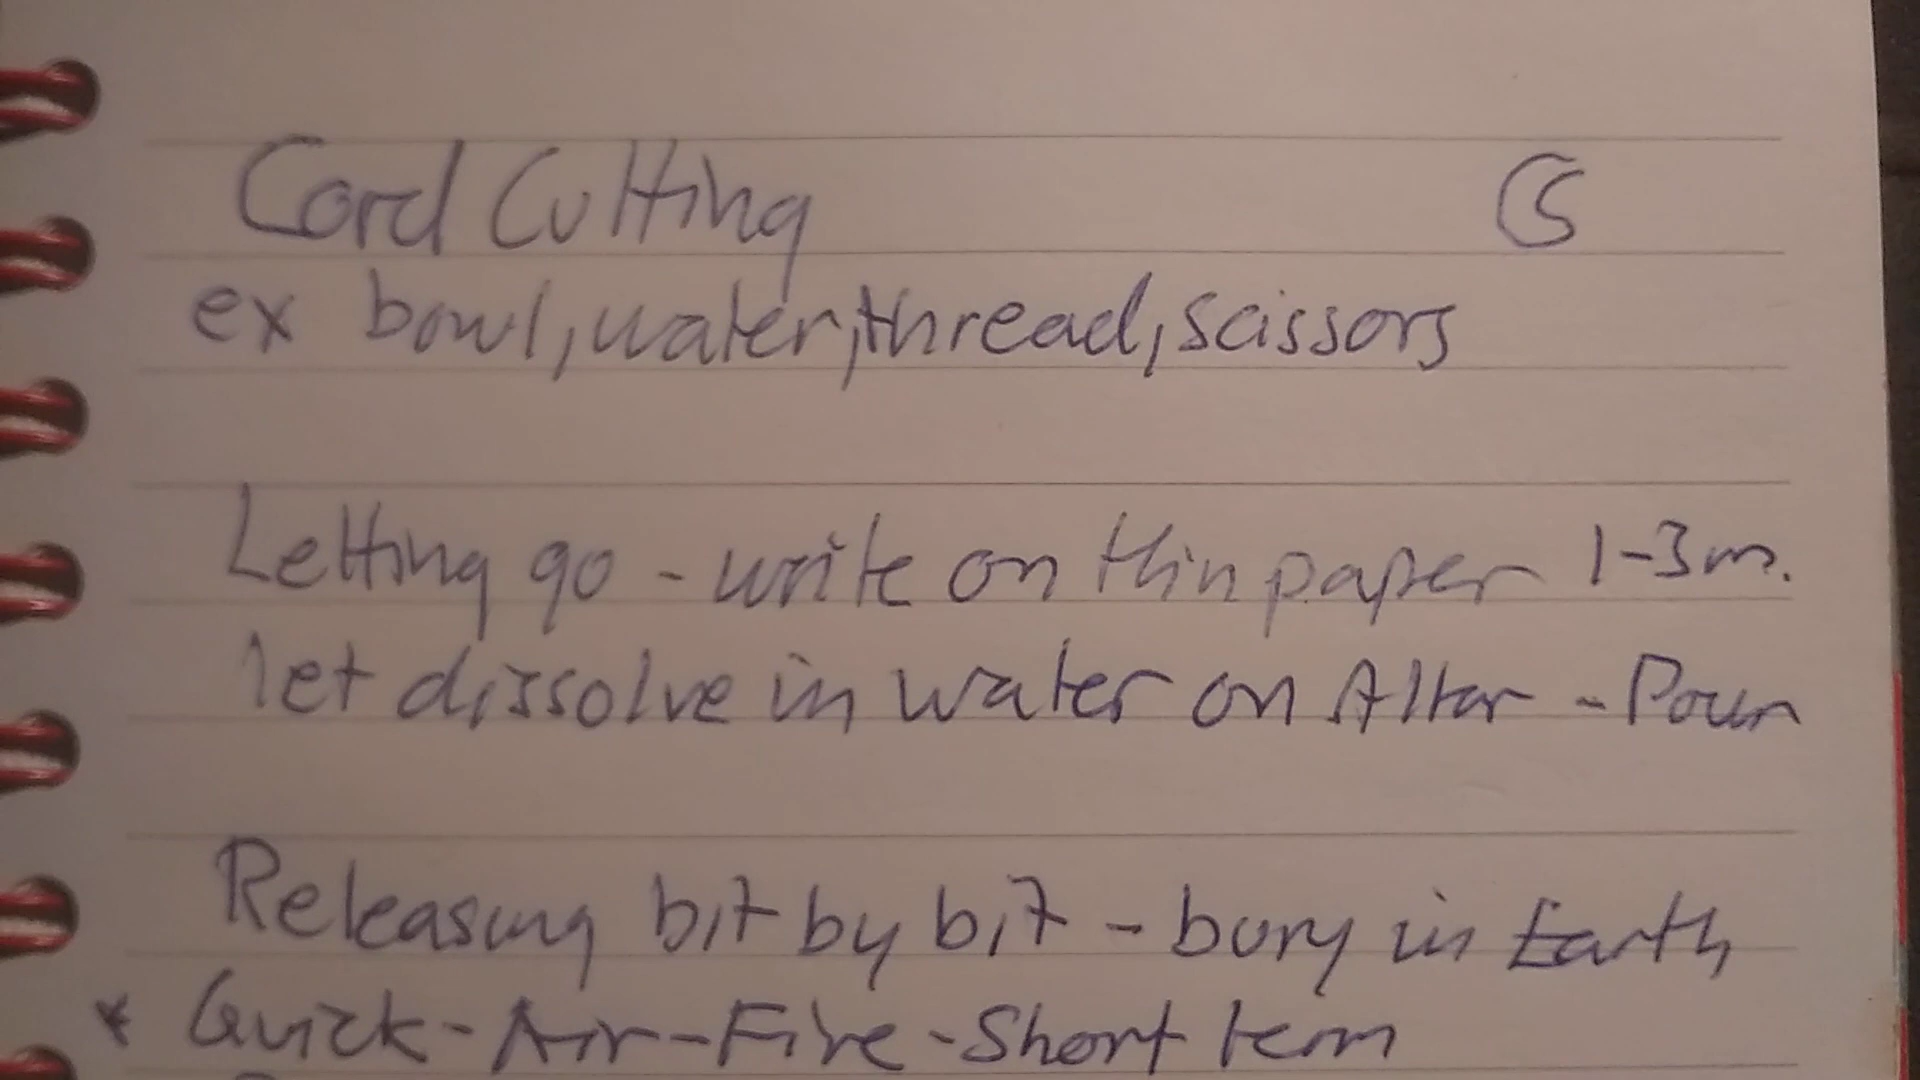 Cord Cutting
ex bowl, water, thread, scissors
Letting go - write on thin paper 1-3 m.
let dissolve in water on Altar - Pour
Releasing bit by bit - bury in Earth
* Quick - Air - Fire - Short term